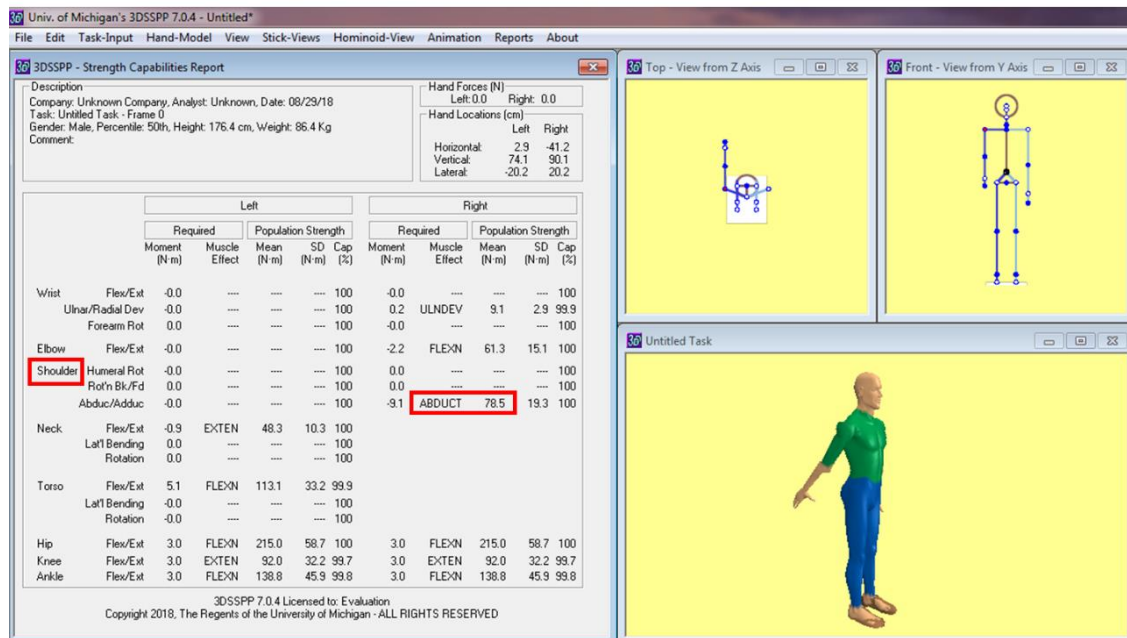 Univ. of Michigan's 3DSSPP 7.0.4 - Untitled*
File Edit Task-Input Hand-Model View Stick-Views Hominoid-View Animation Reports About
3DSSPP - Strength Capabilities Report
Description
Company: Unknown Company, Analyst: Unknown, Date: 08/29/18
Task: Untitled Task - Frame 0
Gender: Male, Percentile: 50th, Height: 176.4 cm, Weight: 86.4 Kg
Comment:
Hand Forces (N)
Left: 0.0 Right: 0.0
Hand Locations (cm)
Left Right
Horizontal: 2.9 -41.2
Vertical: 74.1 90.1
Lateral: -20.2 20.2
Left Right
Required Population Strength Required Population Strength
Moment Muscle Mean SD Cap Moment Muscle Mean SD Cap
(N·m) Effect (N·m) (N·m) (%) (N·m) Effect (N·m) (N·m) (%)
Wrist Flex/Ext -0.0 ---- ---- ---- 100 -0.0 ---- ---- ---- 100
Ulnar/Radial Dev -0.0 ---- ---- ---- 100 0.2 ULNDEV 9.1 2.9 99.9
Forearm Rot 0.0 ---- ---- ---- 100 -0.0 ---- ---- ---- 100
Elbow Flex/Ext -0.0 ---- ---- ---- 100 -2.2 FLEXN 61.3 15.1 100
Shoulder Humeral Rot -0.0 ---- ---- ---- 100 0.0 ---- ---- ---- 100
Rot'n Bk/Fd 0.0 ---- ---- ---- 100 0.0 ---- ---- ---- 100
Abduc/Adduc -0.0 ---- ---- ---- 100 -9.1 ABDUCT 78.5 19.3 100
Neck Flex/Ext -0.9 EXTEN 48.3 10.3 100
Lat'l Bending 0.0 ---- ---- ---- 100
Rotation 0.0 ---- ---- ---- 100
Torso Flex/Ext 5.1 FLEXN 113.1 33.2 99.9
Lat'l Bending -0.0 ---- ---- ---- 100
Rotation -0.0 ---- ---- ---- 100
Hip Flex/Ext 3.0 FLEXN 215.0 58.7 100 3.0 FLEXN 215.0 58.7 100
Knee Flex/Ext 3.0 EXTEN 92.0 32.2 99.7 3.0 EXTEN 92.0 32.2 99.7
Ankle Flex/Ext 3.0 FLEXN 138.8 45.9 99.8 3.0 FLEXN 138.8 45.9 99.8
3DSSPP 7.0.4 Licensed to: Evaluation
Copyright 2018, The Regents of the University of Michigan - ALL RIGHTS RESERVED
Top - View from Z Axis
Front - View from Y Axis
Untitled Task